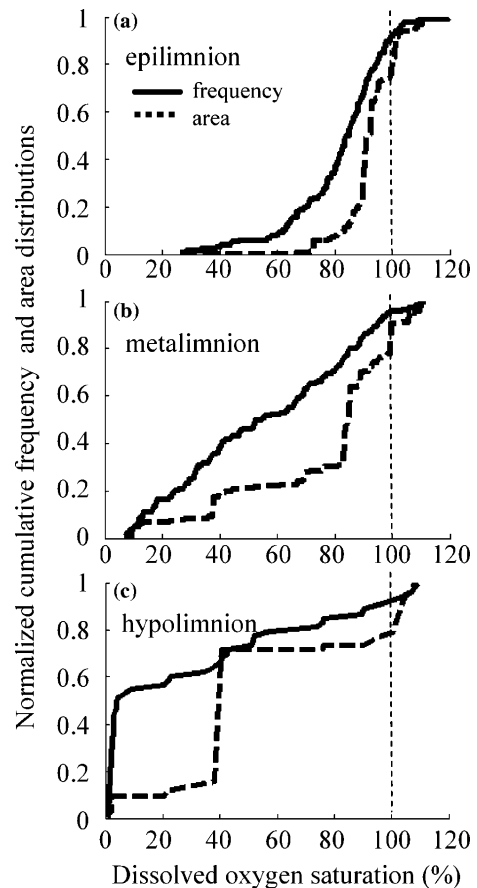 Normalized cumulative frequency and area distributions
(a)
epilimnion
frequency
area
1
0.8
0.6
0.4
0.2
0
0 20 40 60 80 100 120
(b)
metalimnion
1
0.8
0.6
0.4
0.2
0
0 20 40 60 80 100 120
(c)
hypolimnion
1
0.8
0.6
0.4
0.2
0
0 20 40 60 80 100 120
Dissolved oxygen saturation (%)